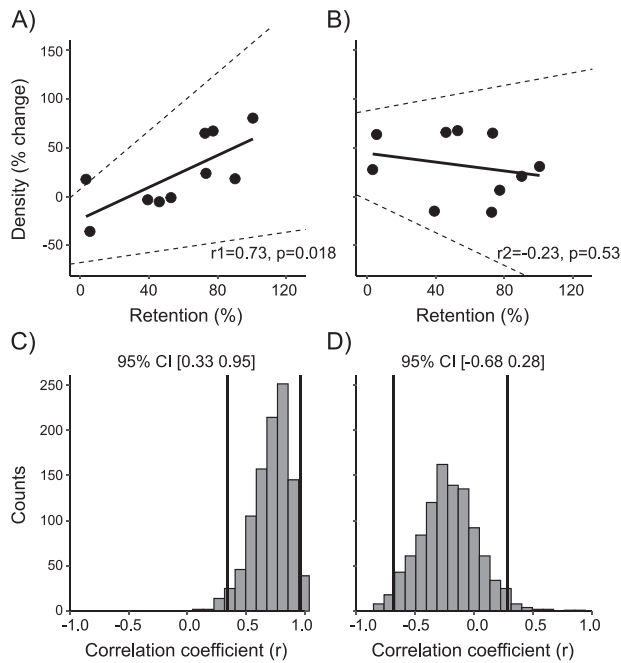 A)
B)
150
100
50
0
-50
Density (% change)
r1=0.73, p=0.018
r2=-0.23, p=0.53
0 40 80 120
0 40 80 120
Retention (%)
Retention (%)
C)
D)
95% CI [0.33 0.95]
95% CI [-0.68 0.28]
250
200
150
100
50
0
Counts
-1.0 -0.5 0.0 0.5 1.0
-1.0 -0.5 0.0 0.5 1.0
Correlation coefficient (r)
Correlation coefficient (r)